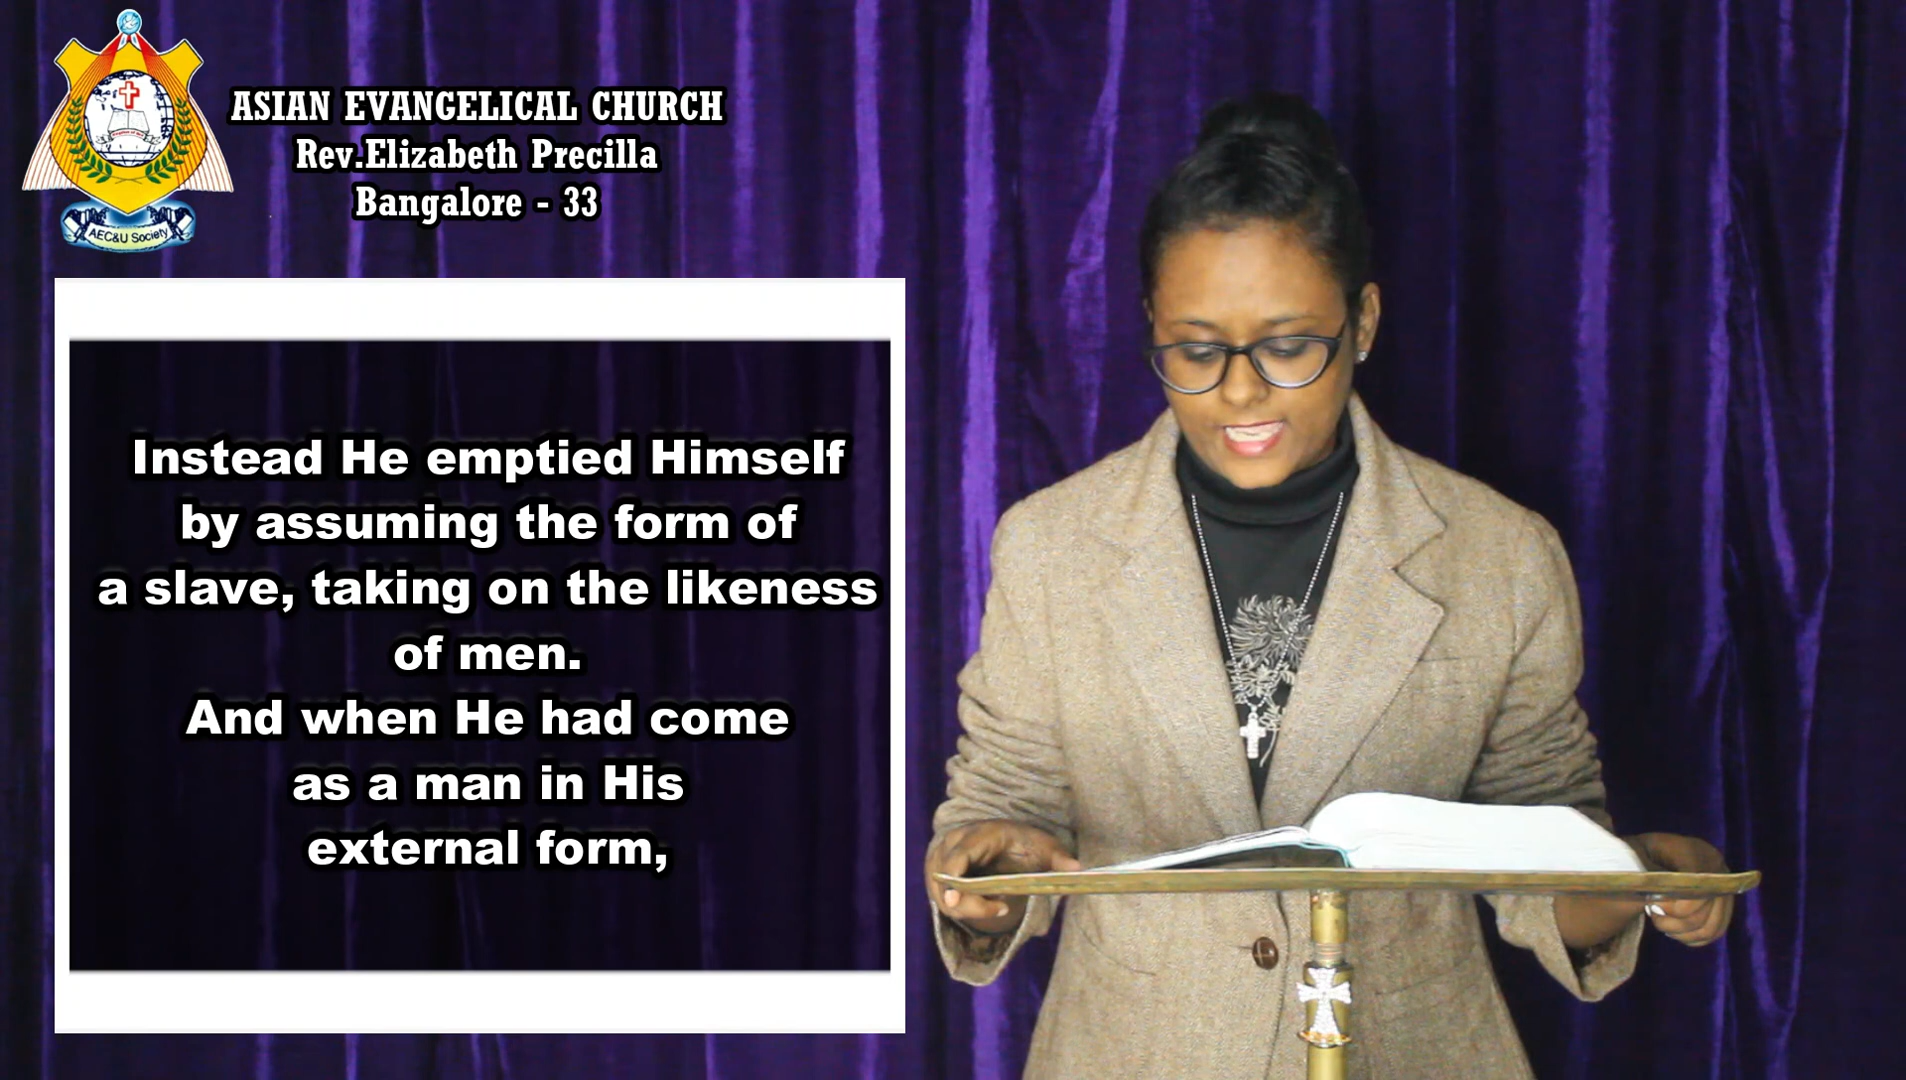 ASIAN EVANGELICAL CHURCH
Rev.Elizabeth Precilla
Bangalore - 33
AEC&U Society
Instead He emptied Himself
by assuming the form of
a slave, taking on the likeness
of men.
And when He had come
as a man in His
external form,